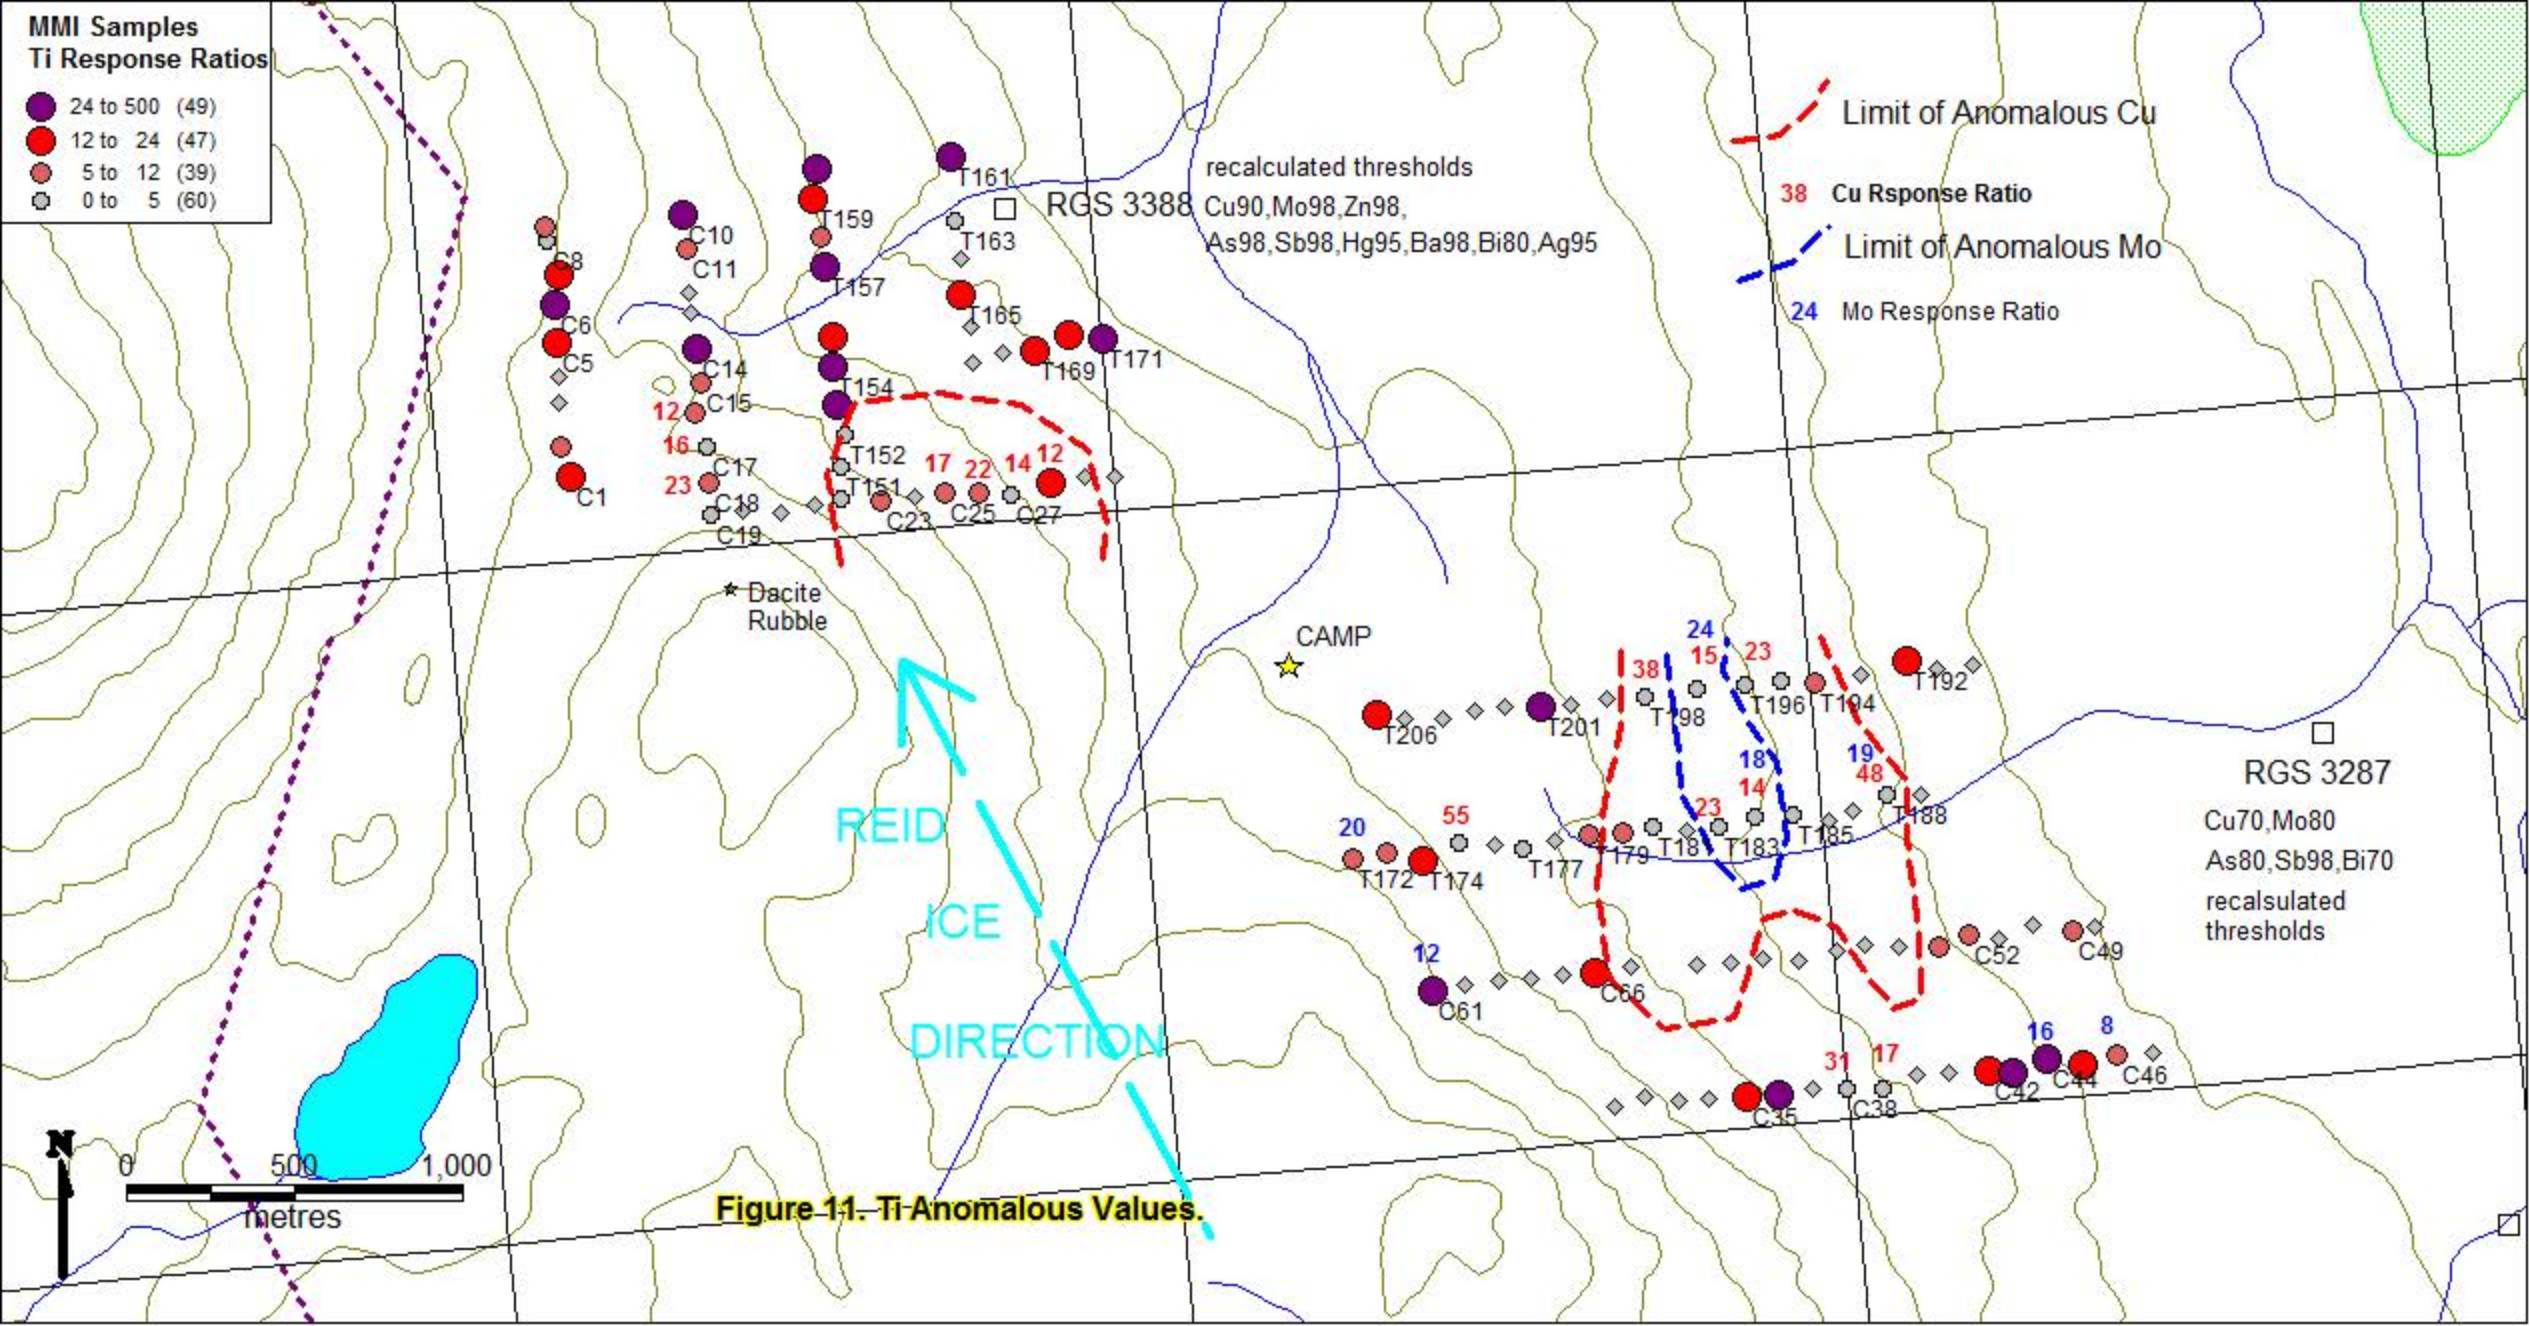 MMI Samples
Ti Response Ratios
24 to 500 (49)
12 to 24 (47)
5 to 12 (39)
0 to 5 (60)
Limit of Anomalous Cu
38 Cu Rsponse Ratio
Limit of Anomalous Mo
24 Mo Response Ratio
recalculated thresholds
RGS 3388 Cu90,Mo98,Zn98,
As98,Sb98,Hg95,Ba98,Bi80,Ag95
T161
T163
T165
T169
T171
T159
T157
T154
T152
T151
C10
C11
C14
C15
12
16
C17
23
C18
C19
C8
C6
C5
C1
17
22
14
12
C23
C25
C27
Dacite
Rubble
CAMP
24
38
15
23
T206
T201
T198
T196
T194
T192
18
19
48
14
23
20
55
T172
T174
T177
T179
T18
T183
T185
T188
RGS 3287
Cu70,Mo80
As80,Sb98,Bi70
recalsulated
thresholds
REID
ICE
DIRECTION
12
C61
C66
C52
C49
31
17
16
8
C35
C38
C42
C44
C46
N
0 500 1,000
metres
Figure 11. Ti Anomalous Values.